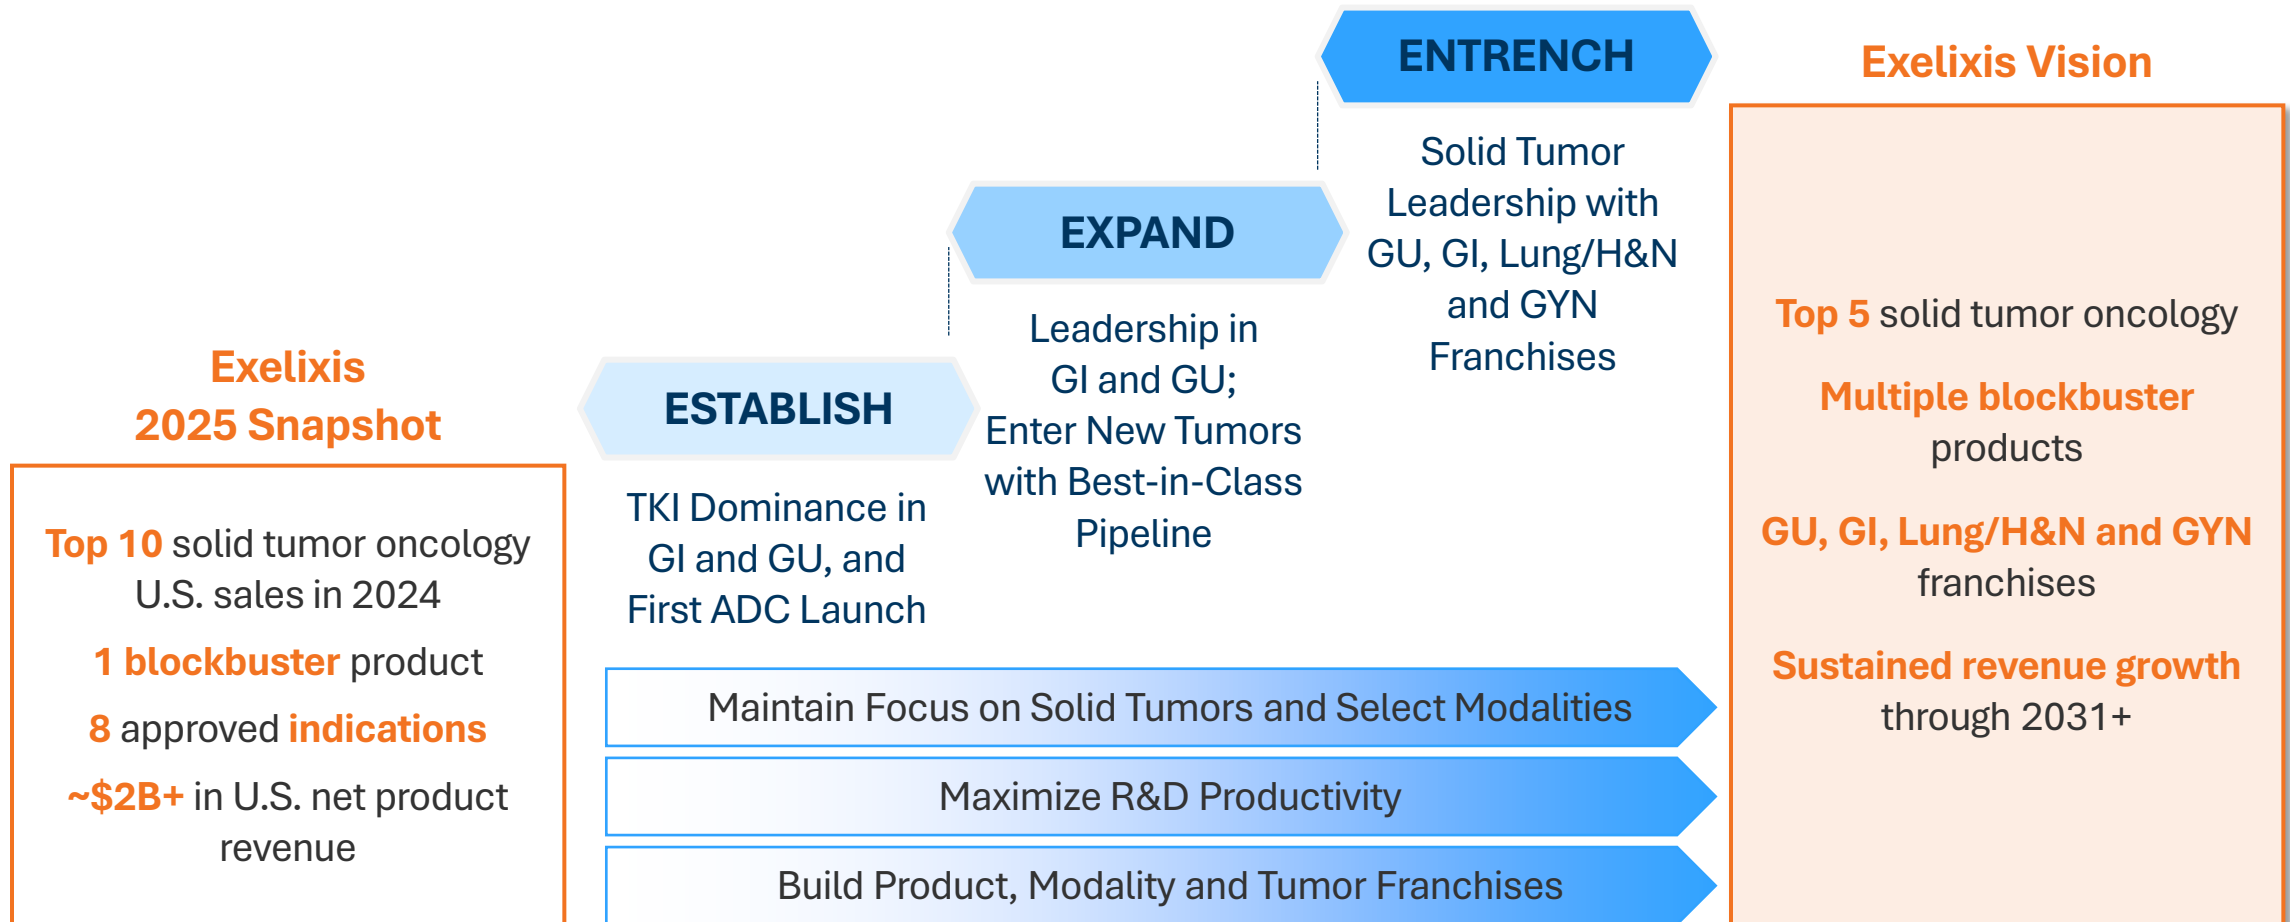 Exelixis
2025 Snapshot
Top 10 solid tumor oncology
U.S. sales in 2024
1 blockbuster product
8 approved indications
~$2B+ in U.S. net product
revenue
ESTABLISH
TKI Dominance in
GI and GU, and
First ADC Launch
EXPAND
Leadership in
GI and GU;
Enter New Tumors
with Best-in-Class
Pipeline
ENTRENCH
Solid Tumor
Leadership with
GU, GI, Lung/H&N
and GYN
Franchises
Maintain Focus on Solid Tumors and Select Modalities
Maximize R&D Productivity
Build Product, Modality and Tumor Franchises
Exelixis Vision
Top 5 solid tumor oncology
Multiple blockbuster
products
GU, GI, Lung/H&N and GYN
franchises
Sustained revenue growth
through 2031+